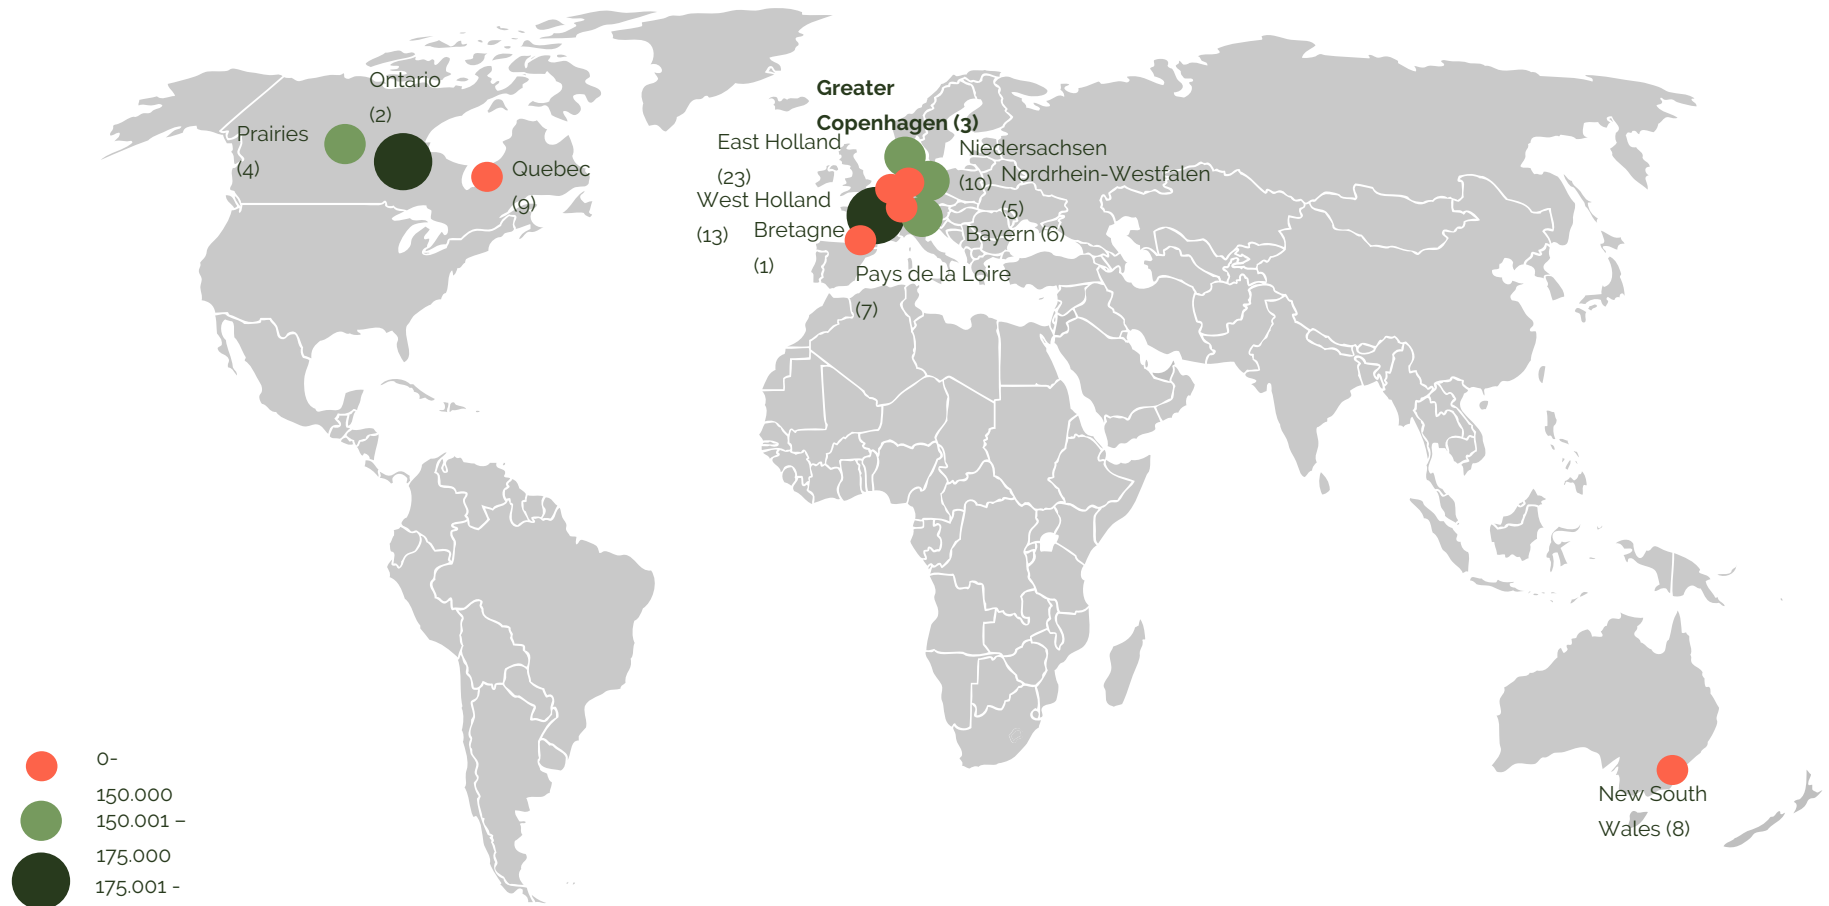 Ontario
(2)
Prairies
(4)
Quebec
(9)
Greater
Copenhagen (3)
East Holland
(23)
West Holland
(13)
Bretagne
(1)
Niedersachsen
(10)
Nordrhein-Westfalen
(5)
Bayern (6)
Pays de la Loire
(7)
New South
Wales (8)
0-
150.000
150.001 –
175.000
175.001 -